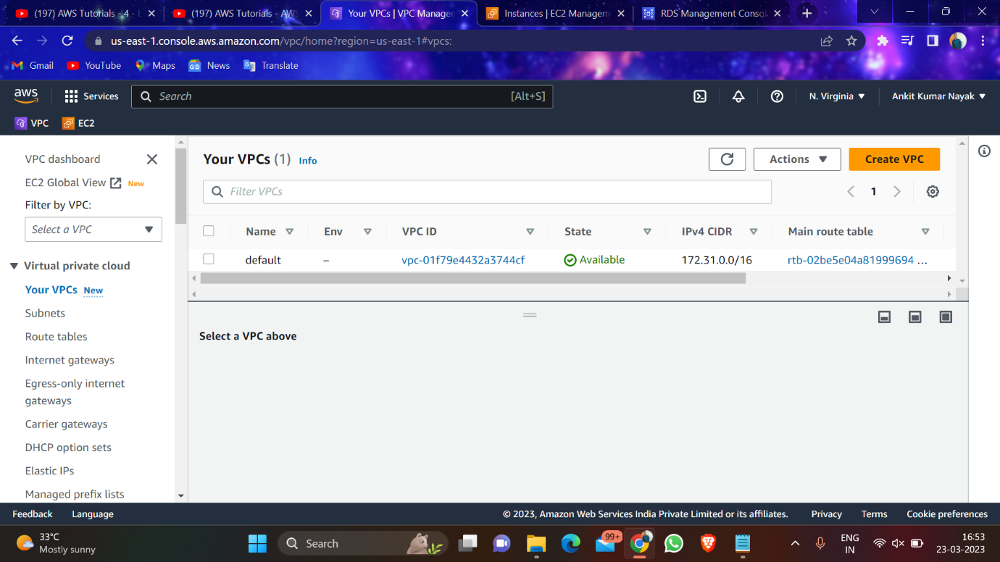 (197) AWS Tutorials - 4 -
(197) AWS Tutorials - AWS
Your VPCs | VPC Managem
Instances | EC2 Managem
RDS Management Conso
us-east-1.console.aws.amazon.com/vpc/home?region=us-east-1#vpcs:
Gmail
YouTube
Maps
News
Translate
aws
Services
Search
[Alt+S]
N. Virginia
Ankit Kumar Nayak
VPC
EC2
VPC dashboard
EC2 Global View
New
Filter by VPC:
Select a VPC
Virtual private cloud
Your VPCs New
Subnets
Route tables
Internet gateways
Egress-only internet
gateways
Carrier gateways
DHCP option sets
Elastic IPs
Managed prefix lists
Your VPCs (1) Info
Actions
Create VPC
Filter VPCs
1
Name
Env
VPC ID
State
IPv4 CIDR
Main route table
default
–
vpc-01f79e4432a3744cf
Available
172.31.0.0/16
rtb-02be5e04a81999694 ...
Select a VPC above
Feedback
Language
© 2023, Amazon Web Services India Private Limited or its affiliates.
Privacy
Terms
Cookie preferences
33°C
Mostly sunny
Search
99+
ENG
IN
16:53
23-03-2023